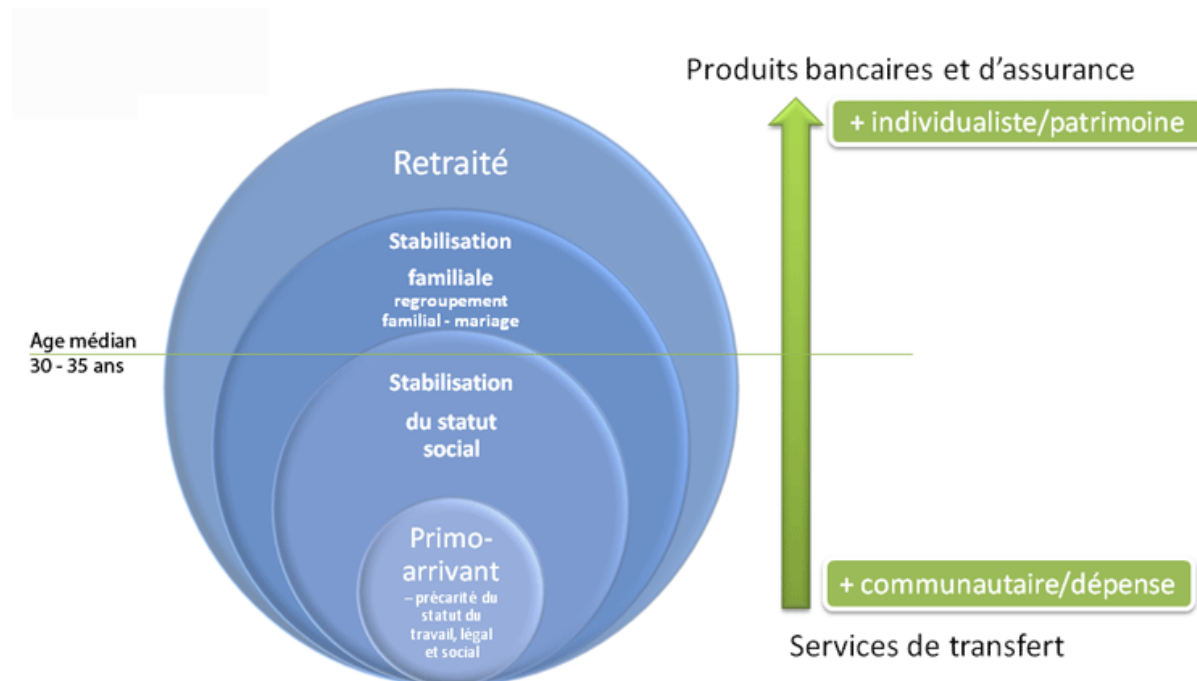 Produits bancaires et d'assurance
+ individualiste/patrimoine
Retraité
Stabilisation
familiale
regroupement
familial - mariage
Age médian
30 - 35 ans
Stabilisation
du statut
social
Primo-
arrivant
– précarité du
statut du
travail, légal
et social
+ communautaire/dépense
Services de transfert